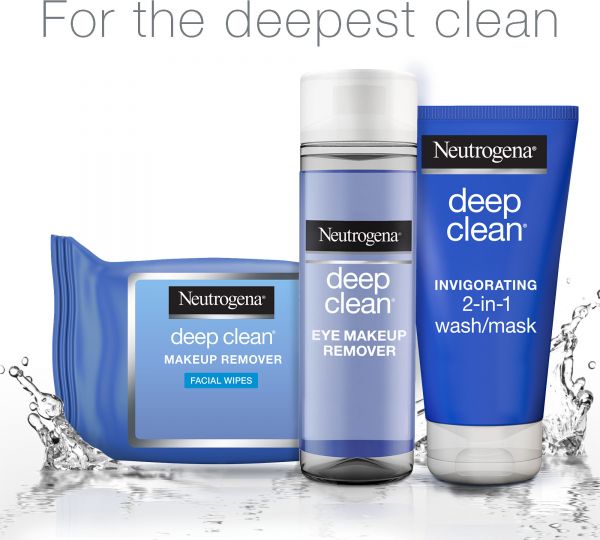 For the deepest clean
Neutrogena®
deep clean®
MAKEUP REMOVER
FACIAL WIPES
Neutrogena®
deep
clean®
EYE MAKEUP
REMOVER
Neutrogena®
deep
clean®
INVIGORATING
2-in-1
wash/mask